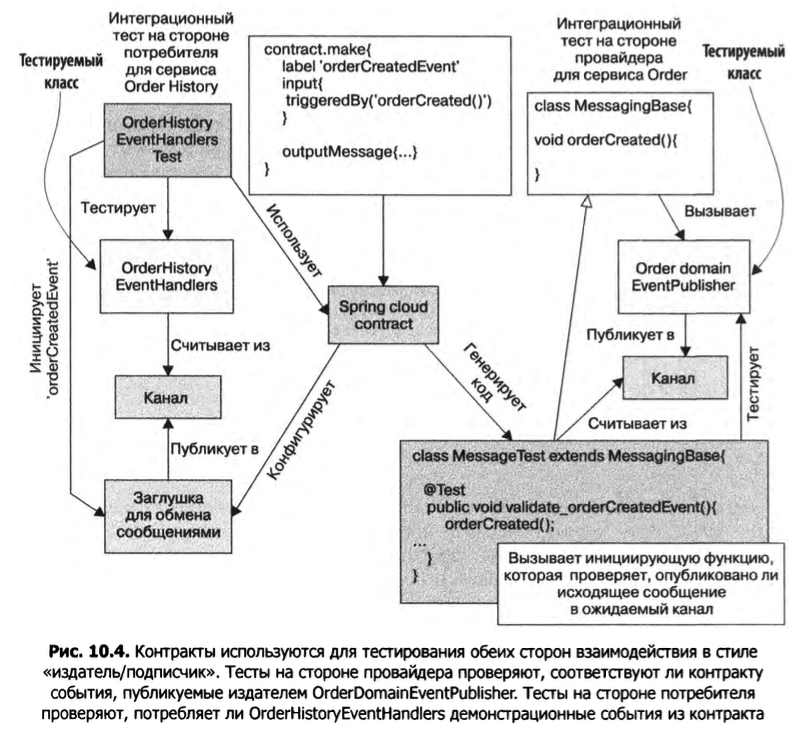 Интеграционный
тест на стороне
потребителя
для сервиса
Order History
Тестируемый
класс
OrderHistory
EventHandlers
Test
contract.make{
label 'orderCreatedEvent'
input{
triggeredBy('orderCreated()')
}
outputMessage{...}
}
Интеграционный
тест на стороне
провайдера
для сервиса Order
Тестируемый
класс
class MessagingBase{
void orderCreated(){
}
Тестирует
Использует
Вызывает
Инициирует
'orderCreatedEvent'
OrderHistory
EventHandlers
Spring cloud
contract
Order domain
EventPublisher
Считывает из
Генерирует
код
Публикует в
Тестирует
Канал
Канал
Публикует в
Конфигурирует
Считывает из
Заглушка
для обмена
сообщениями
class MessageTest extends MessagingBase{
@Test
public void validate_orderCreatedEvent(){
orderCreated();
...
}
}
Вызывает инициирующую функцию,
которая проверяет, опубликовано ли
исходящее сообщение
в ожидаемый канал
Рис. 10.4. Контракты используются для тестирования обеих сторон взаимодействия в стиле
«издатель/подписчик». Тесты на стороне провайдера проверяют, соответствуют ли контракту
события, публикуемые издателем OrderDomainEventPublisher. Тесты на стороне потребителя
проверяют, потребляет ли OrderHistoryEventHandlers демонстрационные события из контракта